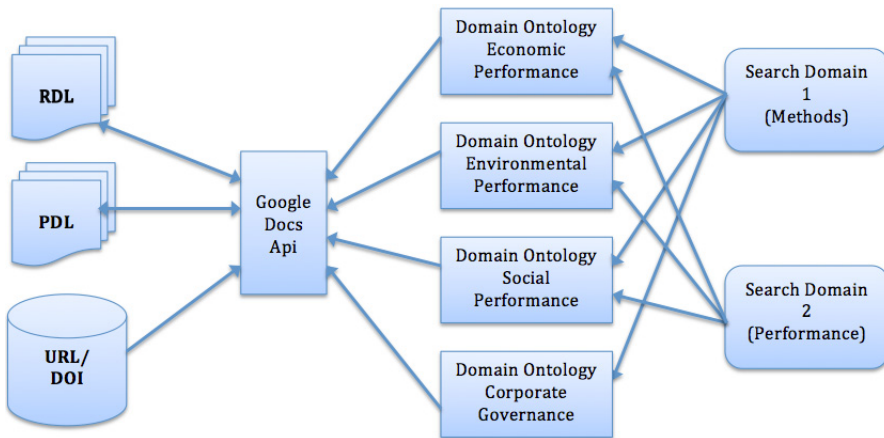 RDL
PDL
URL/
DOI
Google
Docs
Api
Domain Ontology
Economic
Performance
Domain Ontology
Environmental
Performance
Domain Ontology
Social
Performance
Domain Ontology
Corporate
Governance
Search Domain
1
(Methods)
Search Domain
2
(Performance)